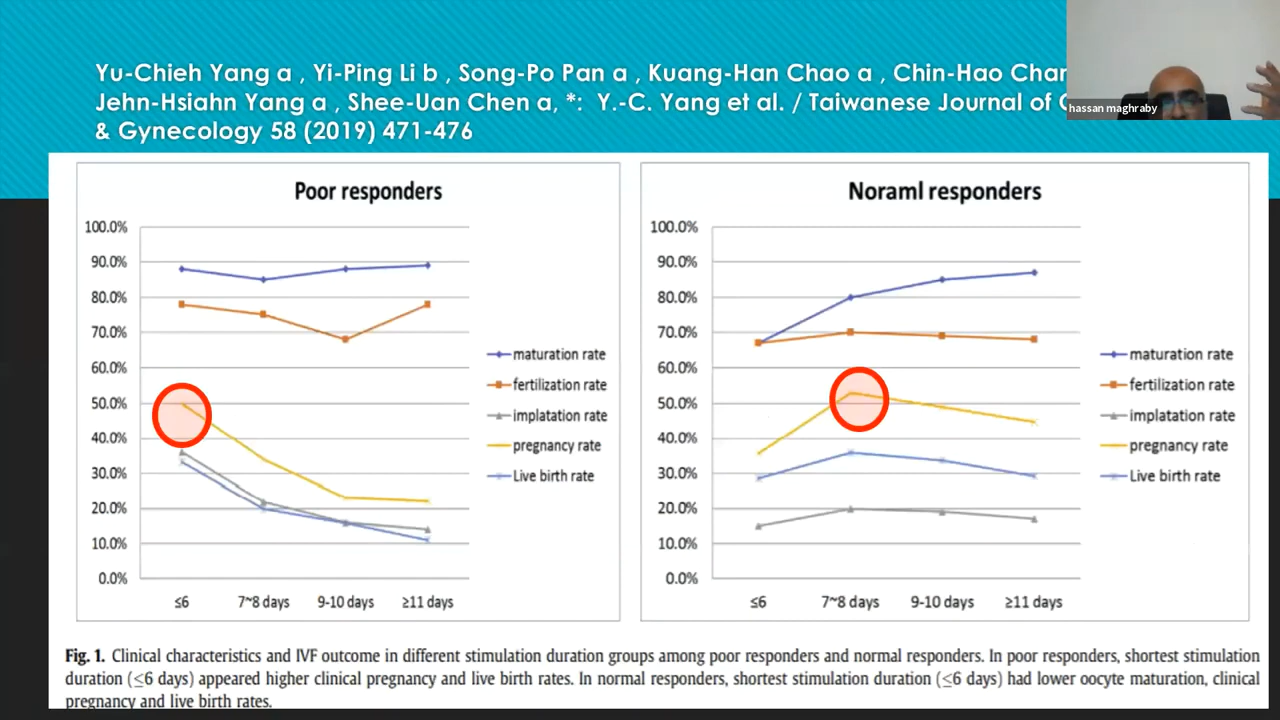 Yu-Chieh Yang a , Yi-Ping Li b , Song-Po Pan a , Kuang-Han Chao a , Chin-Hao
Jehn-Hsiahn Yang a , Shee-Uan Chen a, *: Y.-C. Yang et al. / Taiwanese Journal of
& Gynecology 58 (2019) 471-476
hassan maghraby
Poor responders
100.0%
90.0%
80.0%
70.0%
60.0%
50.0%
40.0%
30.0%
20.0%
10.0%
0.0%
≤6 7~8 days 9-10 days ≥11 days
maturation rate
fertilization rate
implatation rate
pregnancy rate
Live birth rate
Noraml responders
100.0%
90.0%
80.0%
70.0%
60.0%
50.0%
40.0%
30.0%
20.0%
10.0%
0.0%
≤6 7~8 days 9-10 days ≥11 days
maturation rate
fertilization rate
implatation rate
pregnancy rate
Live birth rate
Fig. 1. Clinical characteristics and IVF outcome in different stimulation duration groups among poor responders and normal responders. In poor responders, shortest stimulation
duration (≤6 days) appeared higher clinical pregnancy and live birth rates. In normal responders, shortest stimulation duration (≤6 days) had lower oocyte maturation, clinical
pregnancy and live birth rates.